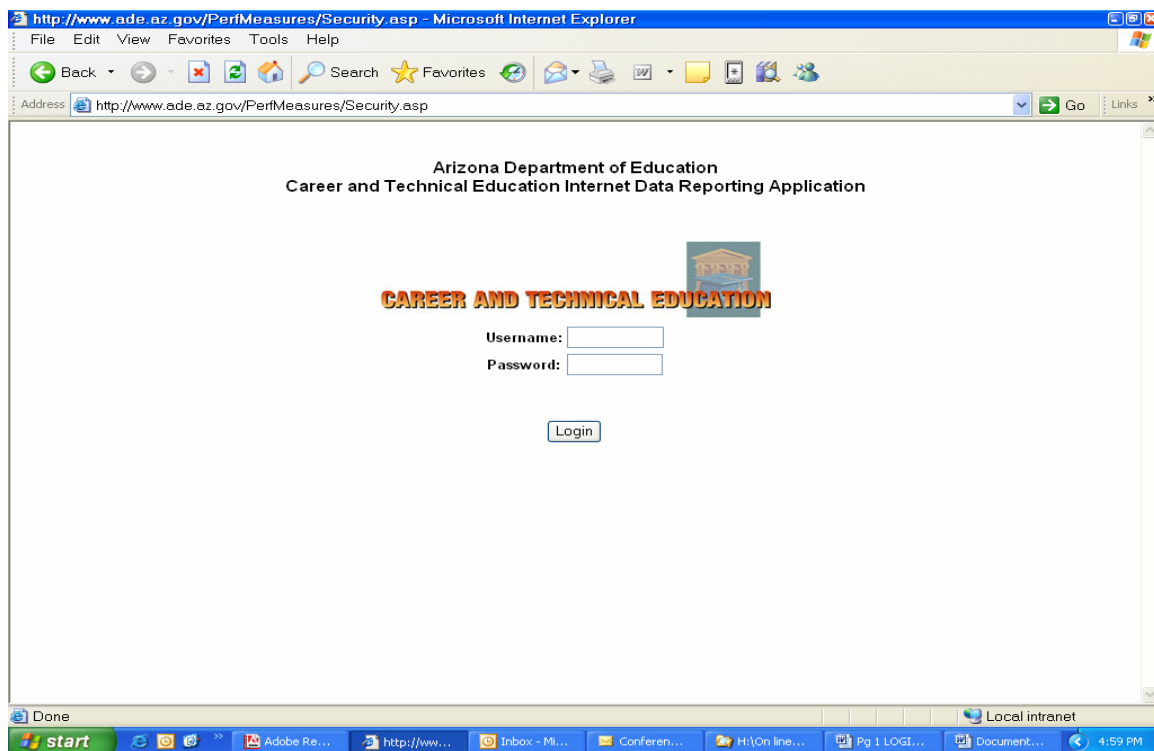 http://www.ade.az.gov/PerfMeasures/Security.asp - Microsoft Internet Explorer
File Edit View Favorites Tools Help
Back Search Favorites
Address http://www.ade.az.gov/PerfMeasures/Security.asp Go Links »
Arizona Department of Education
Career and Technical Education Internet Data Reporting Application
CAREER AND TECHNICAL EDUCATION
Username:
Password:
Login
Done Local intranet
start » Adobe Re... http://ww... Inbox - Mi... Conferen... H:\On line... Pg 1 LOGI... Document... 4:59 PM